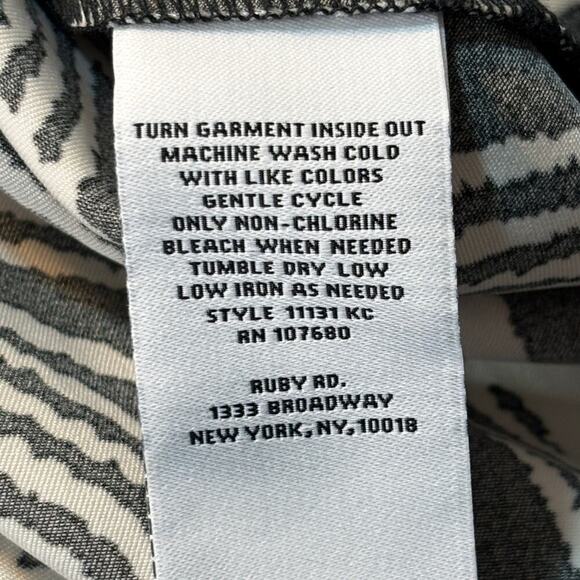 TURN GARMENT INSIDE OUT
MACHINE WASH COLD
WITH LIKE COLORS
GENTLE CYCLE
ONLY NON-CHLORINE
BLEACH WHEN NEEDED
TUMBLE DRY LOW
LOW IRON AS NEEDED
STYLE 11131 KC
RN 107680
RUBY RD.
1333 BROADWAY
NEW YORK, NY, 10018